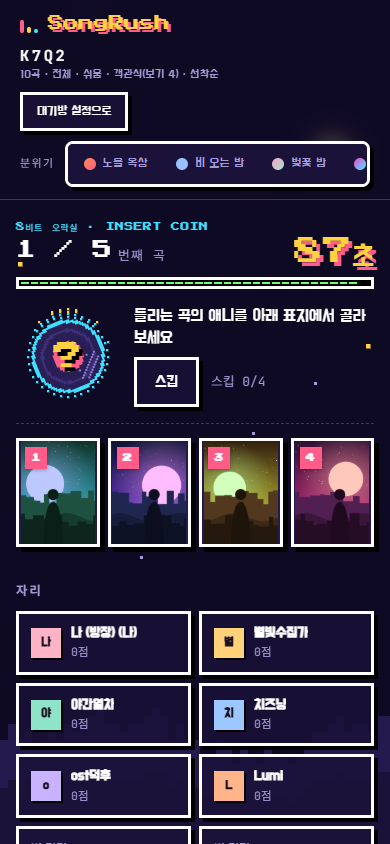 SongRush
K7Q2
10곡 · 전체 · 쉬움 · 객관식(보기 4) · 선착순
대기방 설정으로
분위기
노을 옥상
비 오는 밤
벚꽃 밤
8비트 오락실 · INSERT COIN
1 / 5 번째 곡
87초
?
들리는 곡의 애니를 아래 표지에서 골라
보세요
스킵
스킵 0/4
1
2
3
4
자리
나
나 (방장) (나)
0점
별
별빛수집가
0점
야
야간열차
0점
치
치즈냥
0점
o
ost덕후
0점
L
Lumi
0점